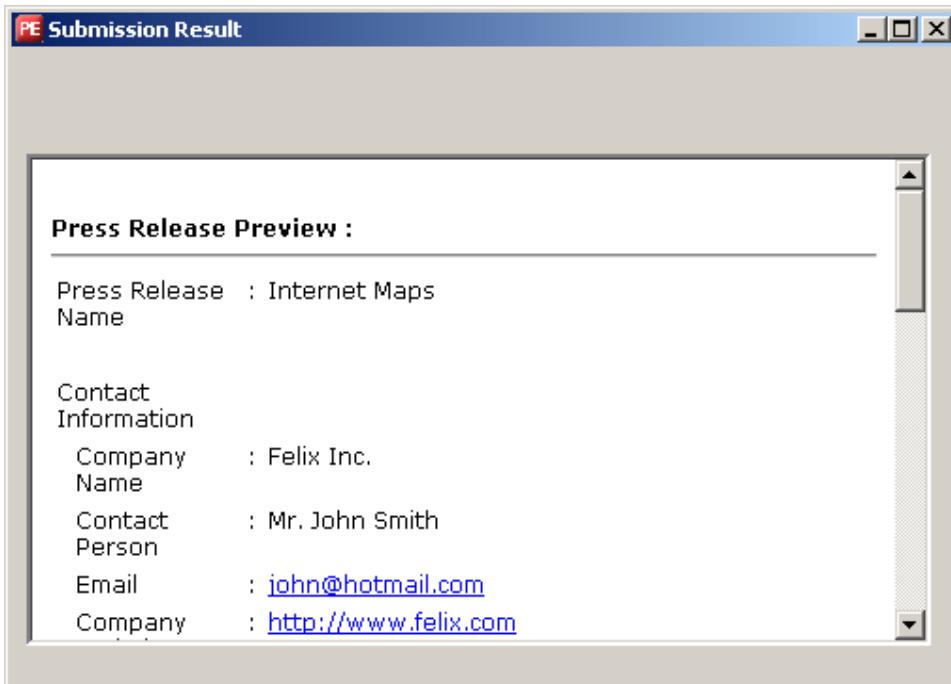 PE Submission Result
Press Release Preview :
Press Release : Internet Maps
Name
Contact
Information
Company : Felix Inc.
Name
Contact : Mr. John Smith
Person
Email : john@hotmail.com
Company : http://www.felix.com